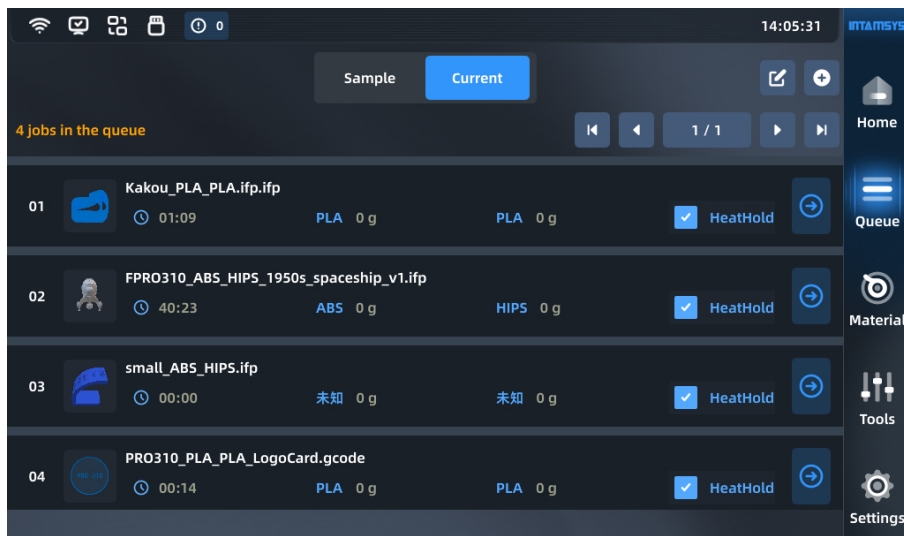 0
14:05:31
INTAMSYS
Sample
Current
4 jobs in the queue
1 / 1
Home
01
Kakou_PLA_PLA.ifp.ifp
01:09
PLA 0 g
PLA 0 g
HeatHold
Queue
02
FPRO310_ABS_HIPS_1950s_spaceship_v1.ifp
40:23
ABS 0 g
HIPS 0 g
HeatHold
Material
03
small_ABS_HIPS.ifp
00:00
未知 0 g
未知 0 g
HeatHold
Tools
04
PRO310_PLA_PLA_LogoCard.gcode
00:14
PLA 0 g
PLA 0 g
HeatHold
Settings